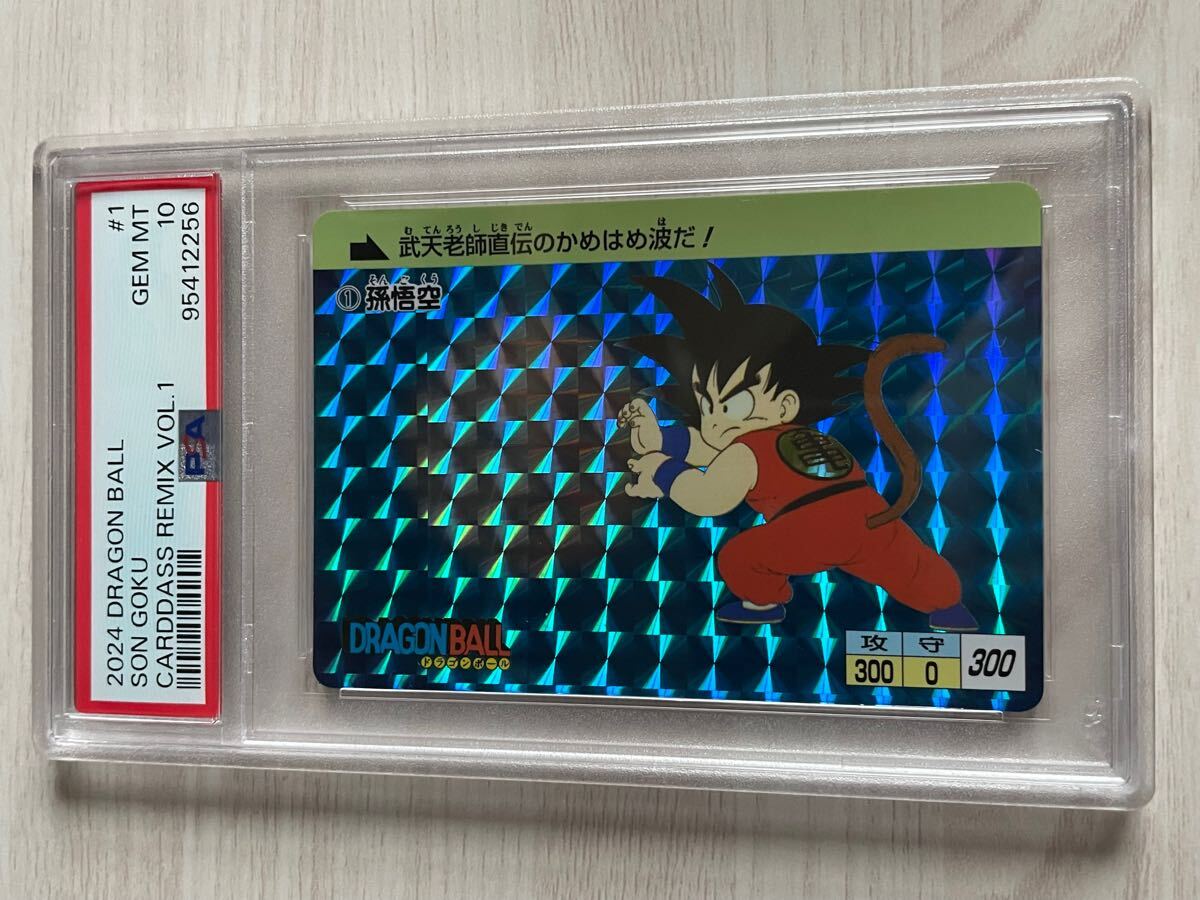 2024 DRAGON BALL
SON GOKU
CARDDASS REMIX VOL.1
#1
GEM MT
10
95412256
PSA
むてんろうしじきでん は
武天老師直伝のかめはめ波だ！
そんごくう
① 孫悟空
DRAGONBALL
ドラゴンボール
攻 守
300 0 300